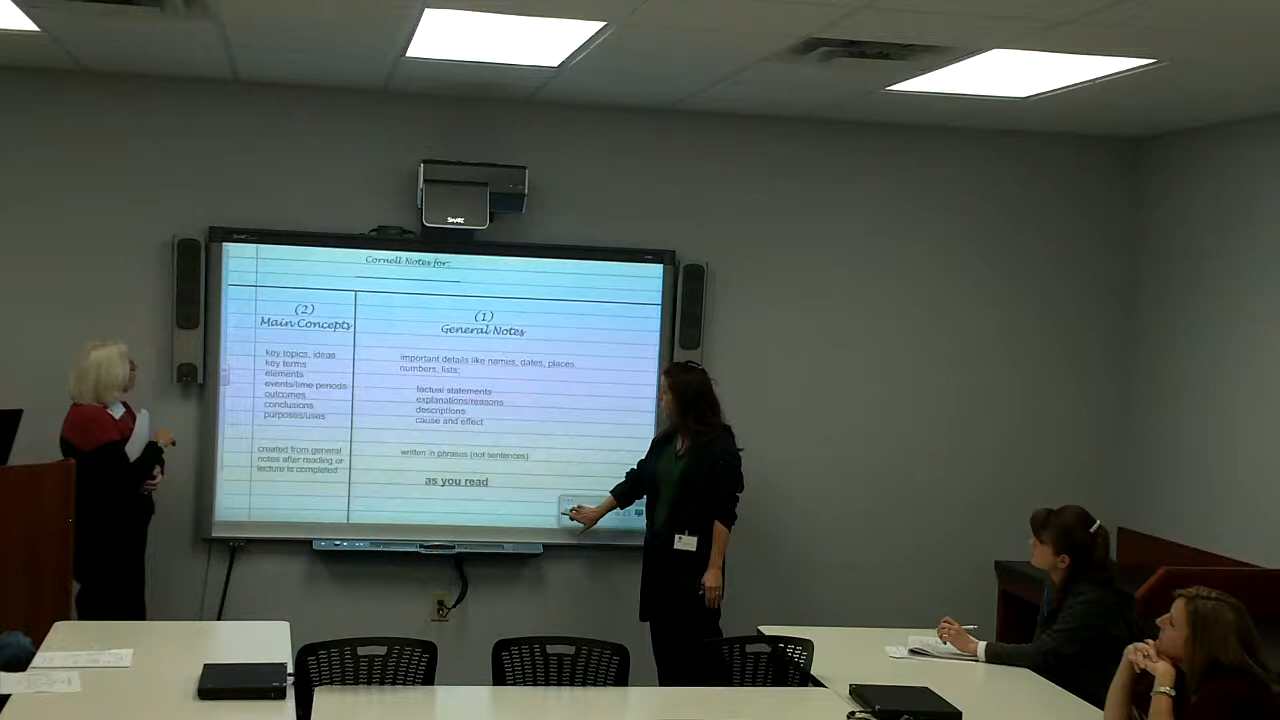 SMART
Cornell Notes for:
(2)
Main Concepts
key topics, ideas
key terms
elements
events/time periods
outcomes
conclusions
purposes/uses
created from general
notes after reading or
lecture is completed
(1)
General Notes
important details like names, dates, places,
numbers, lists;
factual statements
explanations/reasons
descriptions
cause and effect
written in phrases (not sentences)
as you read